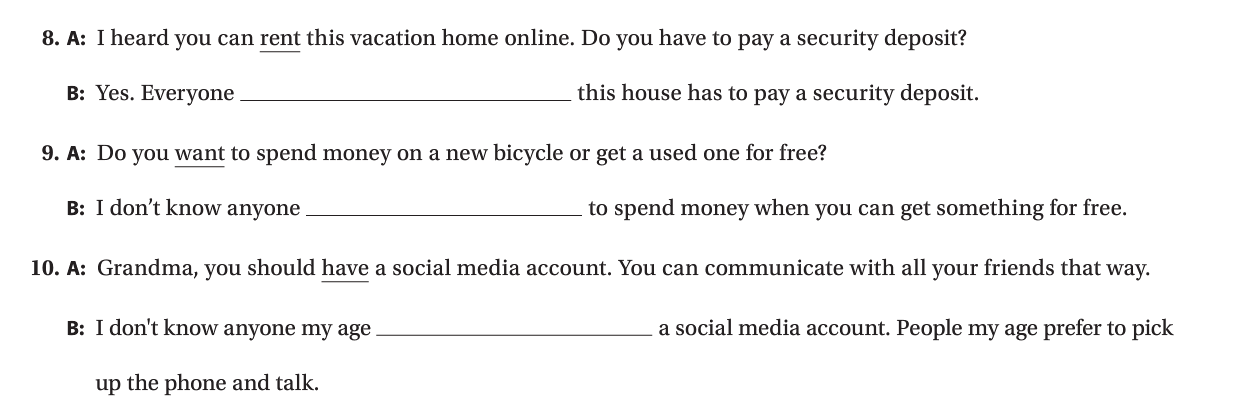 8. A: I heard you can rent this vacation home online. Do you have to pay a security deposit?
B: Yes. Everyone ______________________________ this house has to pay a security deposit.
9. A: Do you want to spend money on a new bicycle or get a used one for free?
B: I don’t know anyone _________________________ to spend money when you can get something for free.
10. A: Grandma, you should have a social media account. You can communicate with all your friends that way.
B: I don't know anyone my age _________________________ a social media account. People my age prefer to pick
up the phone and talk.